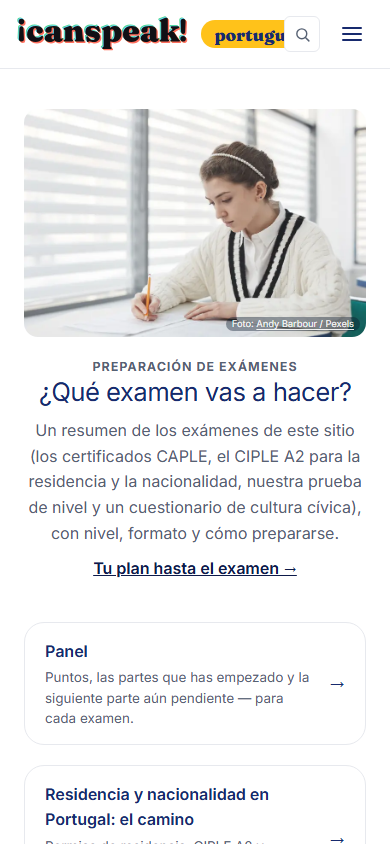 ¡canspeak!
portugu
Foto: Andy Barbour / Pexels
PREPARACIÓN DE EXÁMENES
¿Qué examen vas a hacer?
Un resumen de los exámenes de este sitio
(los certificados CAPLE, el CIPLE A2 para la
residencia y la nacionalidad, nuestra prueba
de nivel y un cuestionario de cultura cívica),
con nivel, formato y cómo prepararse.
Tu plan hasta el examen →
Panel
Puntos, las partes que has empezado y la
siguiente parte aún pendiente — para
cada examen.
→
Residencia y nacionalidad en
Portugal: el camino
→